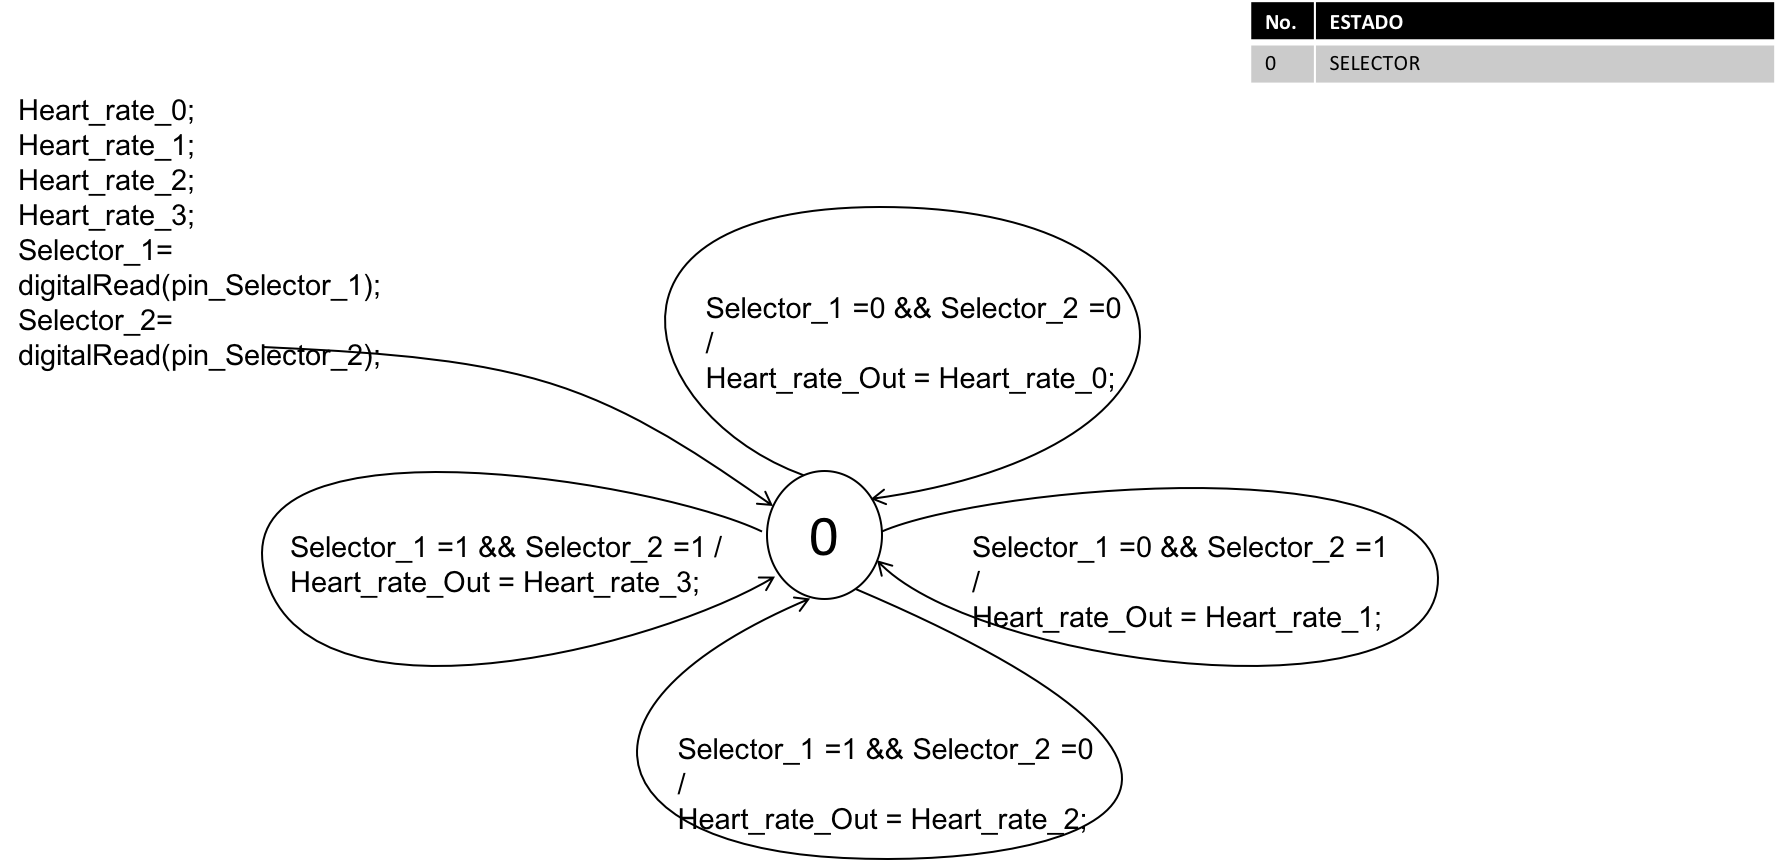 No. ESTADO
0 SELECTOR
Heart_rate_0;
Heart_rate_1;
Heart_rate_2;
Heart_rate_3;
Selector_1=
digitalRead(pin_Selector_1);
Selector_2=
digitalRead(pin_Selector_2);
Selector_1 =0 && Selector_2 =0
/
Heart_rate_Out = Heart_rate_0;
0
Selector_1 =1 && Selector_2 =1 /
Heart_rate_Out = Heart_rate_3;
Selector_1 =0 && Selector_2 =1
/
Heart_rate_Out = Heart_rate_1;
Selector_1 =1 && Selector_2 =0
/
Heart_rate_Out = Heart_rate_2;